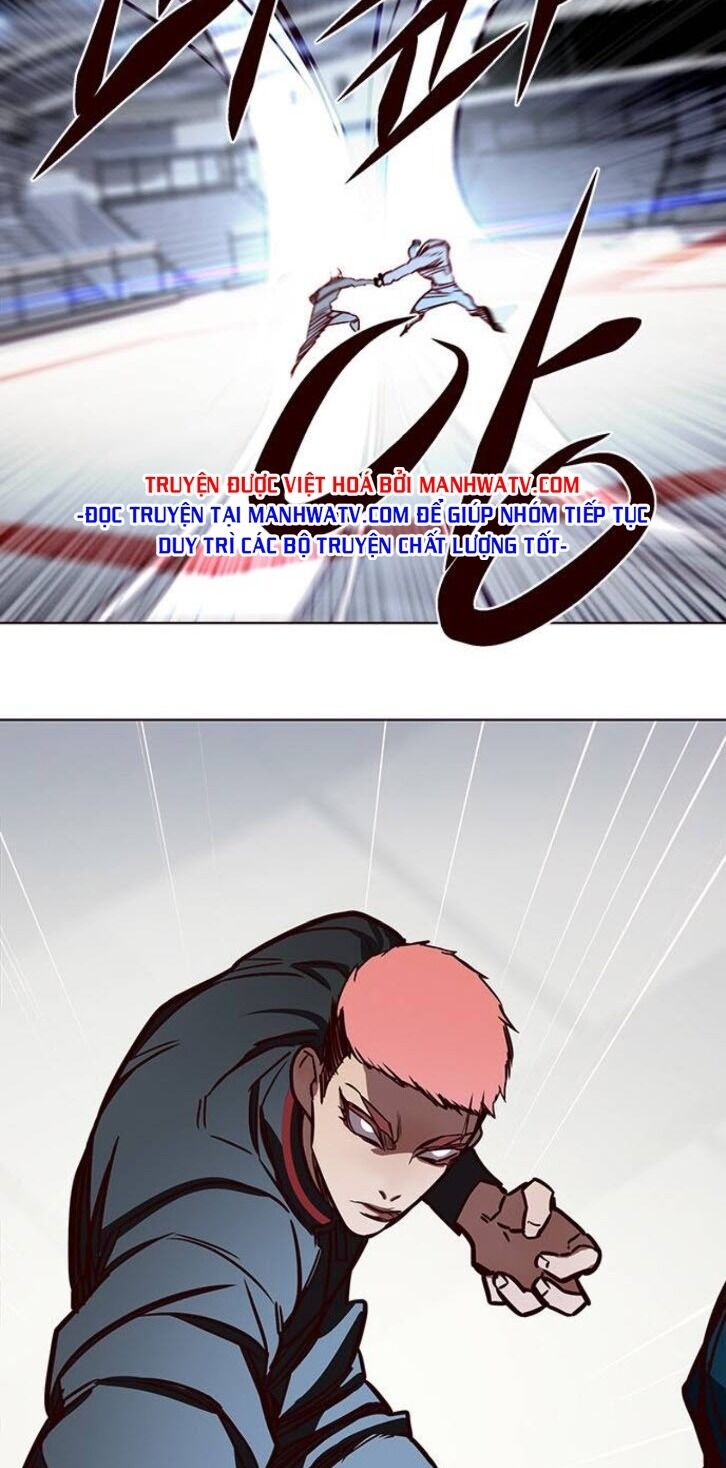 TRUYỆN ĐƯỢC VIỆT HOÁ BỞI MANHWATV.COM
-ĐỌC TRUYỆN TẠI MANHWATV.COM ĐỂ GIÚP NHÓM TIẾP TỤC
DUY TRÌ CÁC BỘ TRUYỆN CHẤT LƯỢNG TỐT-